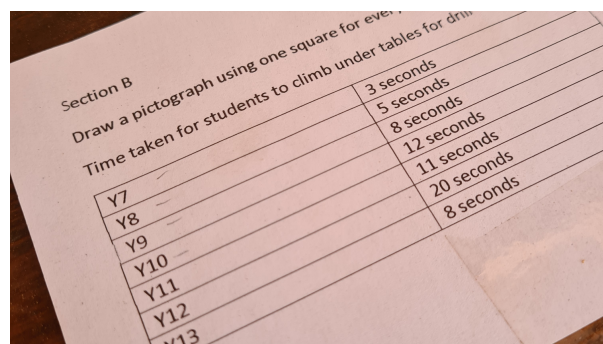 Section B
Draw a pictograph using one square for
Time taken for students to climb under tables for
Y7 3 seconds
Y8 5 seconds
Y9 8 seconds
Y10 12 seconds
Y11 11 seconds
Y12 20 seconds
Y13 8 seconds